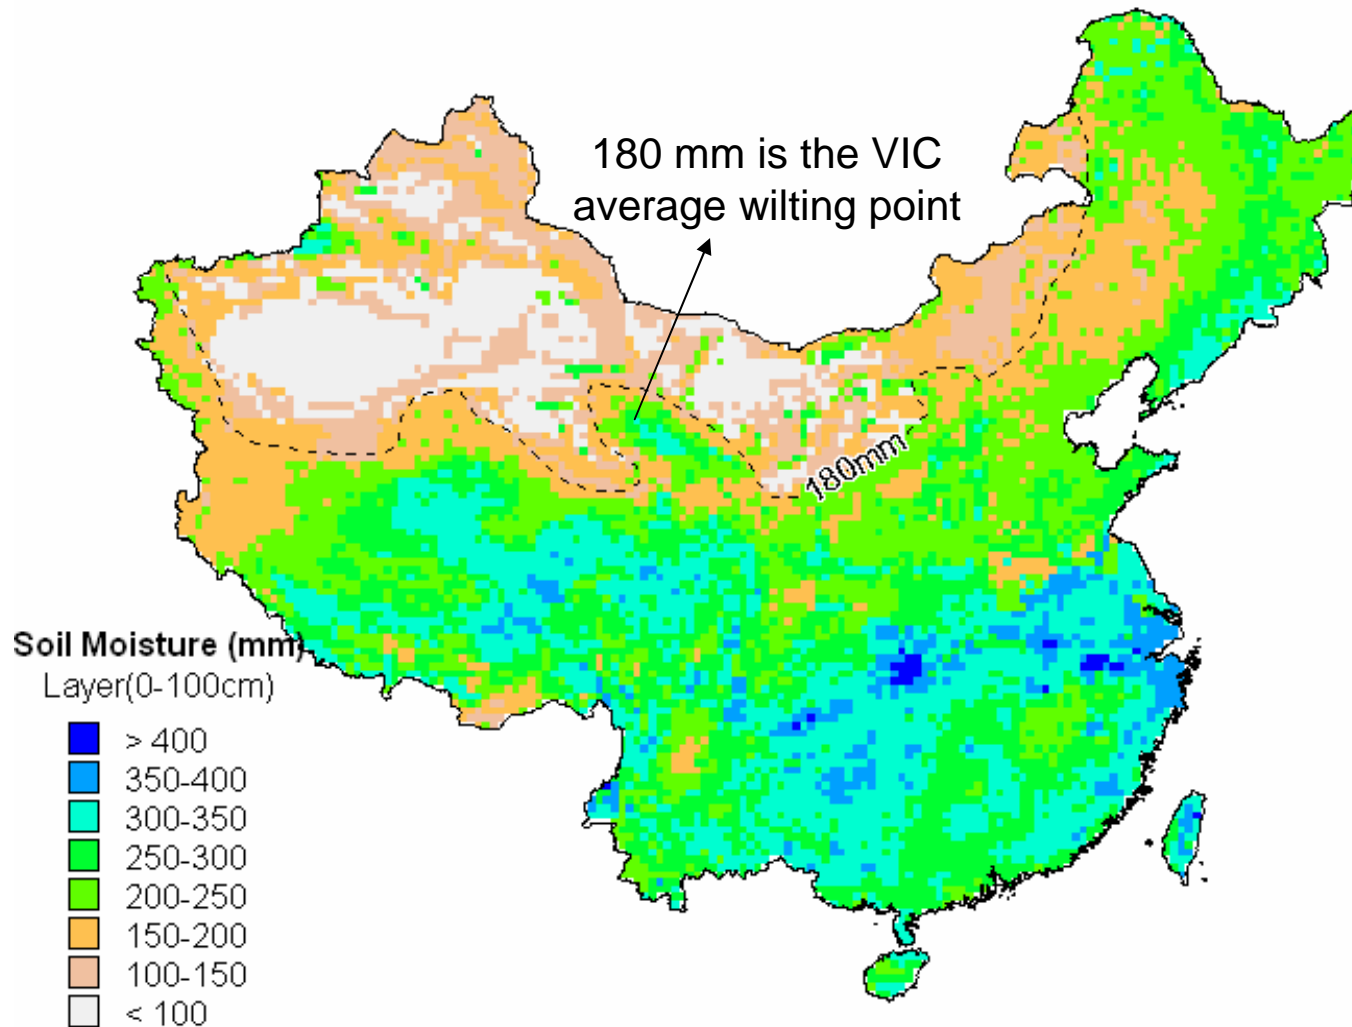 180 mm is the VIC
average wilting point
180mm
Soil Moisture (mm)
Layer(0-100cm)
> 400
350-400
300-350
250-300
200-250
150-200
100-150
< 100